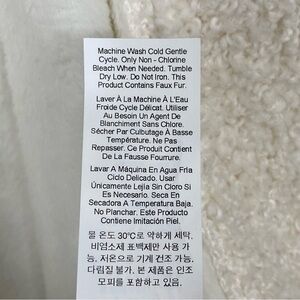 Machine Wash Cold Gentle
Cycle. Only Non - Chlorine
Bleach When Needed. Tumble
Dry Low. Do Not Iron. This
Product Contains Faux Fur.
Laver À La Machine À L'Eau
Froide Cycle Délicat. Utiliser
Au Besoin Un Agent De
Blanchiment Sans Chlore.
Sécher Par Culbutage À Basse
Température. Ne Pas
Repasser. Ce Produit Contient
De La Fausse Fourrure.
Lavar A Máquina En Agua Fria
Ciclo Delicado. Usar
Únicamente Lejia Sin Cloro Si
Es Necesario. Seca En
Secadora A Temperatura Baja.
No Planchar. Este Producto
Contiene Imitación Piel.
물 온도 30℃로 약하게 세탁.
비염소제 표백제만 사용 가
능. 저온으로 기계 건조 가능.
다림질 불가. 본 제품은 인조
모피를 포함하고 있음.